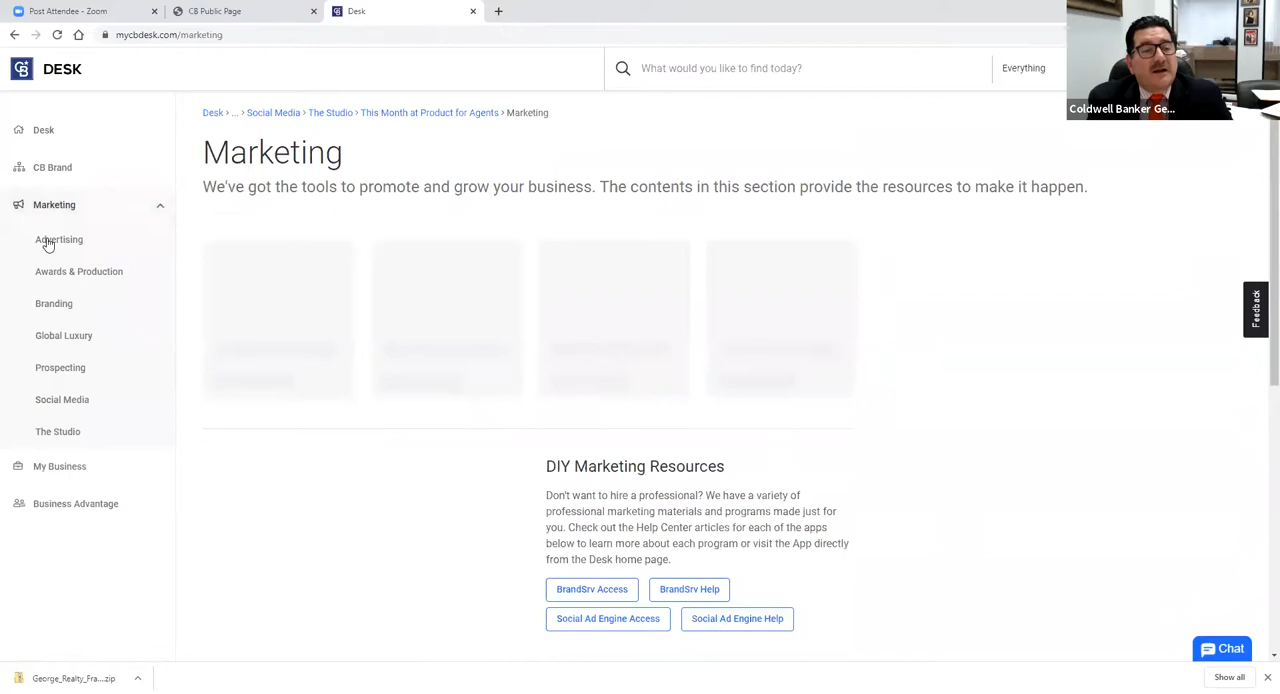 Post Attendee - Zoom
CB Public Page
Desk
mycbdesk.com/marketing
CB
DESK
What would you like to find today?
Everything
Coldwell Banker Ge...
Desk › ... › Social Media › The Studio › This Month at Product for Agents › Marketing
Marketing
We've got the tools to promote and grow your business. The contents in this section provide the resources to make it happen.
Desk
CB Brand
Marketing
Advertising
Awards & Production
Branding
Global Luxury
Prospecting
Social Media
The Studio
My Business
Business Advantage
DIY Marketing Resources
Don't want to hire a professional? We have a variety of
professional marketing materials and programs made just for
you. Check out the Help Center articles for each of the apps
below to learn more about each program or visit the App directly
from the Desk home page.
BrandSrv Access
BrandSrv Help
Social Ad Engine Access
Social Ad Engine Help
Feedback
Chat
George_Realty_Fra....zip
Show all